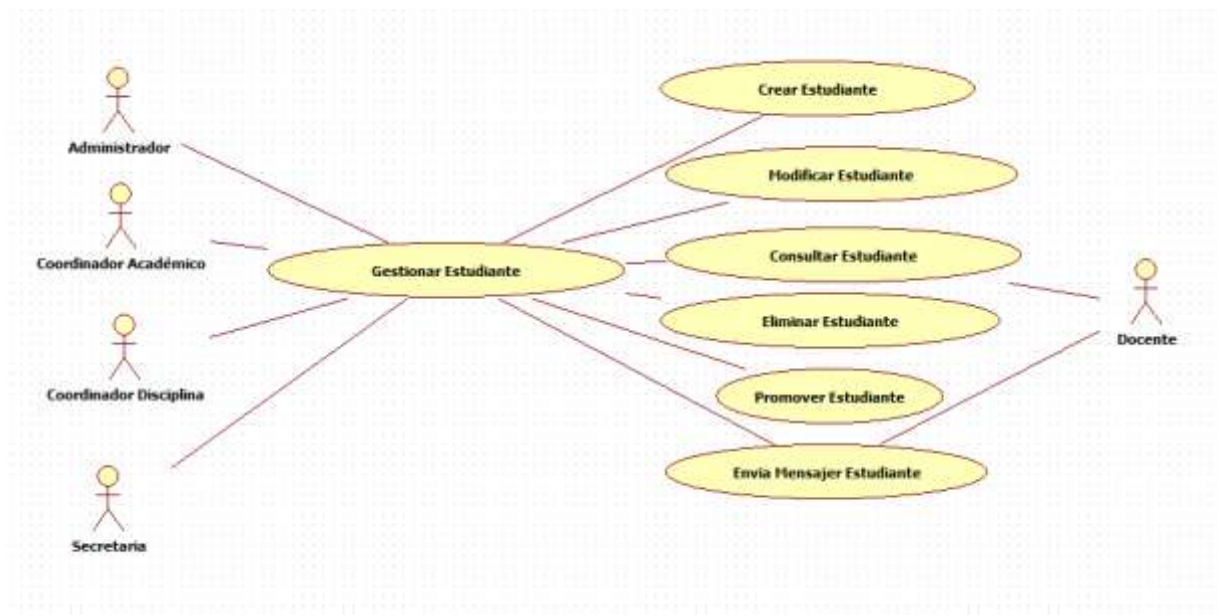 Administrador
Coordinador Académico
Coordinador Disciplina
Secretaria
Gestionar Estudiante
Crear Estudiante
Modificar Estudiante
Consultar Estudiante
Eliminar Estudiante
Promover Estudiante
Envia Mensajer Estudiante
Docente